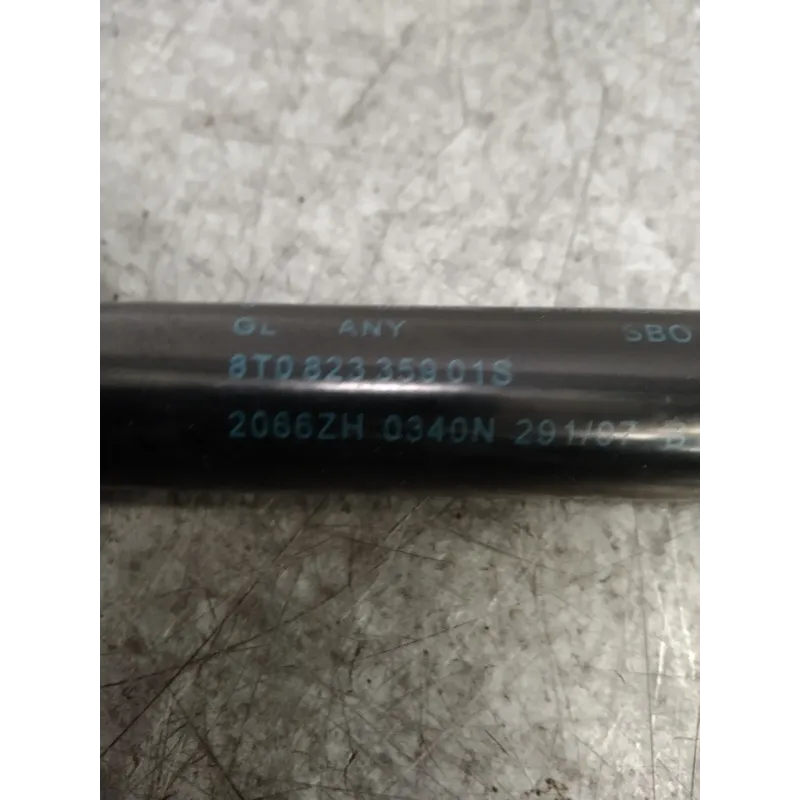 GL ANY SBO
8T0 823 359 01S
2066ZH 0340N 291/07 B